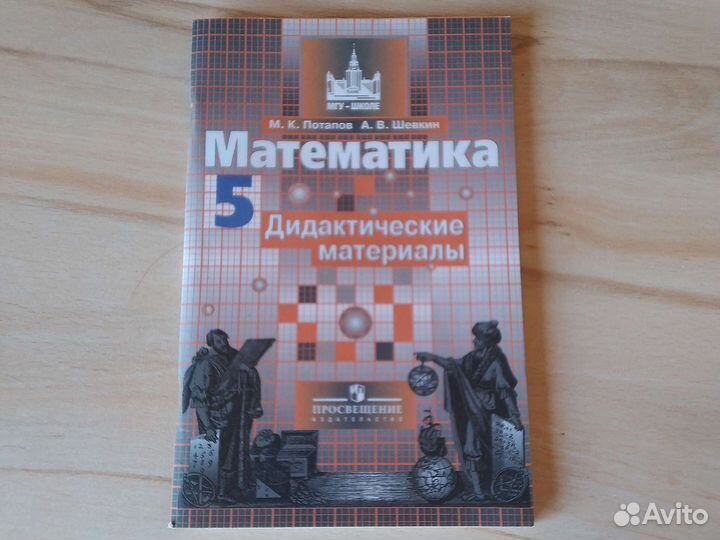 МГУ – ШКОЛЕ
М. К. Потапов А. В. Шевкин
Математика
5
Дидактические
материалы
ПРОСВЕЩЕНИЕ
ИЗДАТЕЛЬСТВО
Avito